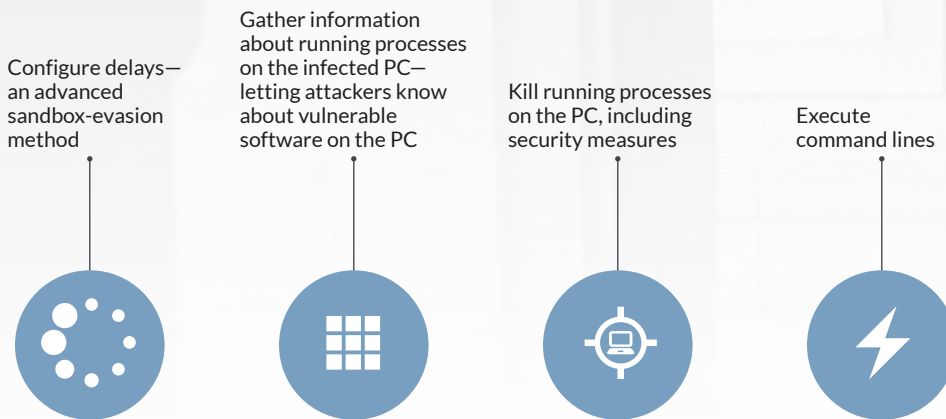 Configure delays—
an advanced
sandbox-evasion
method
Gather information
about running processes
on the infected PC—
letting attackers know
about vulnerable
software on the PC
Kill running processes
on the PC, including
security measures
Execute
command lines